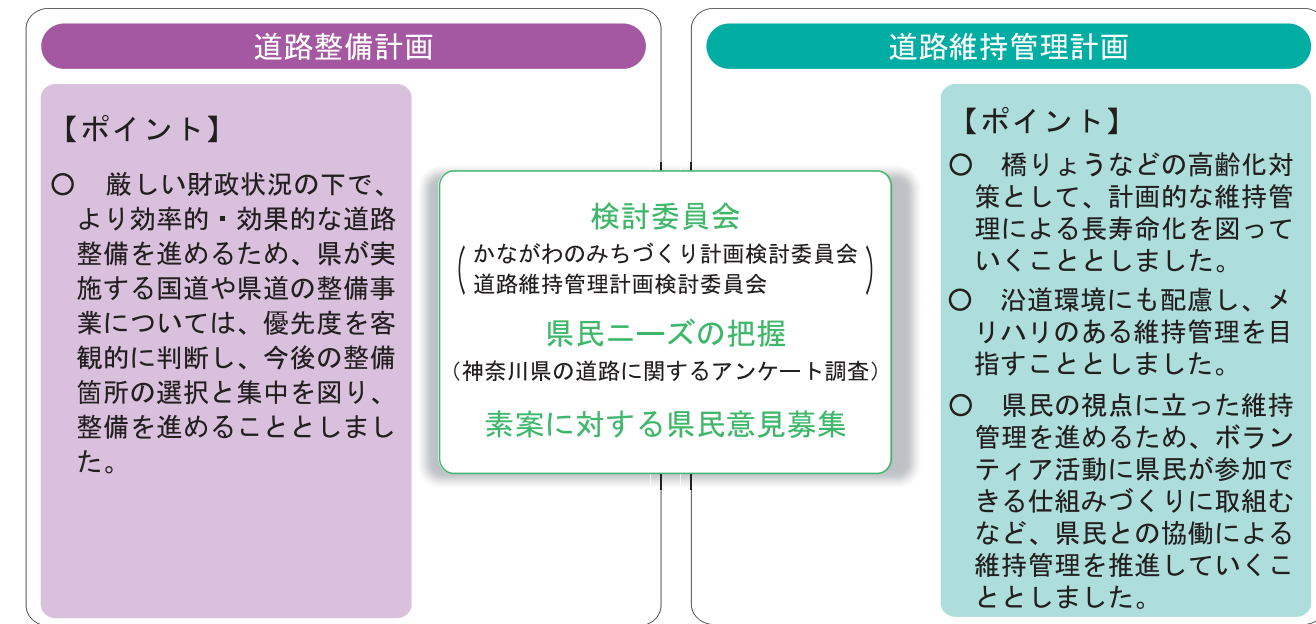 道路整備計画
【ポイント】
○　厳しい財政状況の下で、
より効率的・効果的な道路
整備を進めるため、県が実
施する国道や県道の整備事
業については、優先度を客
観的に判断し、今後の整備
箇所の選択と集中を図り、
整備を進めることとしまし
た。
検討委員会
(かながわのみちづくり計画検討委員会
道路維持管理計画検討委員会)
県民ニーズの把握
(神奈川県の道路に関するアンケート調査)
素案に対する県民意見募集
道路維持管理計画
【ポイント】
○　橋りょうなどの高齢化対
策として、計画的な維持管
理による長寿命化を図って
いくこととしました。
○　沿道環境にも配慮し、メ
リハリのある維持管理を目
指すこととしました。
○　県民の視点に立った維持
管理を進めるため、ボラン
ティア活動に県民が参加で
きる仕組みづくりに取組む
など、県民との協働による
維持管理を推進していくこ
ととしました。